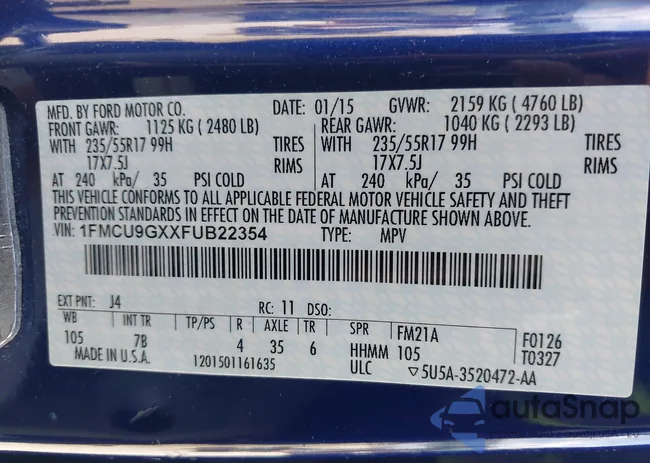 MFD. BY FORD MOTOR CO. DATE: 01/15 GVWR: 2159 KG ( 4760 LB)
FRONT GAWR: 1125 KG ( 2480 LB) REAR GAWR: 1040 KG ( 2293 LB)
WITH 235/55R17 99H TIRES WITH 235/55R17 99H TIRES
17X7.5J RIMS 17X7.5J RIMS
AT 240 kPa/ 35 PSI COLD AT 240 kPa/ 35 PSI COLD
THIS VEHICLE CONFORMS TO ALL APPLICABLE FEDERAL MOTOR VEHICLE SAFETY AND THEFT
PREVENTION STANDARDS IN EFFECT ON THE DATE OF MANUFACTURE SHOWN ABOVE.
VIN: 1FMCU9GXXFUB22354 TYPE: MPV
EXT PNT: J4 RC: 11 DSO:
WB INT TR TP/PS R AXLE TR SPR FM21A F0126
105 7B 4 35 6 HHMM 105 T0327
MADE IN U.S.A. 1201501161635 ULC ▽5U5A-3520472-AA
autoSnap